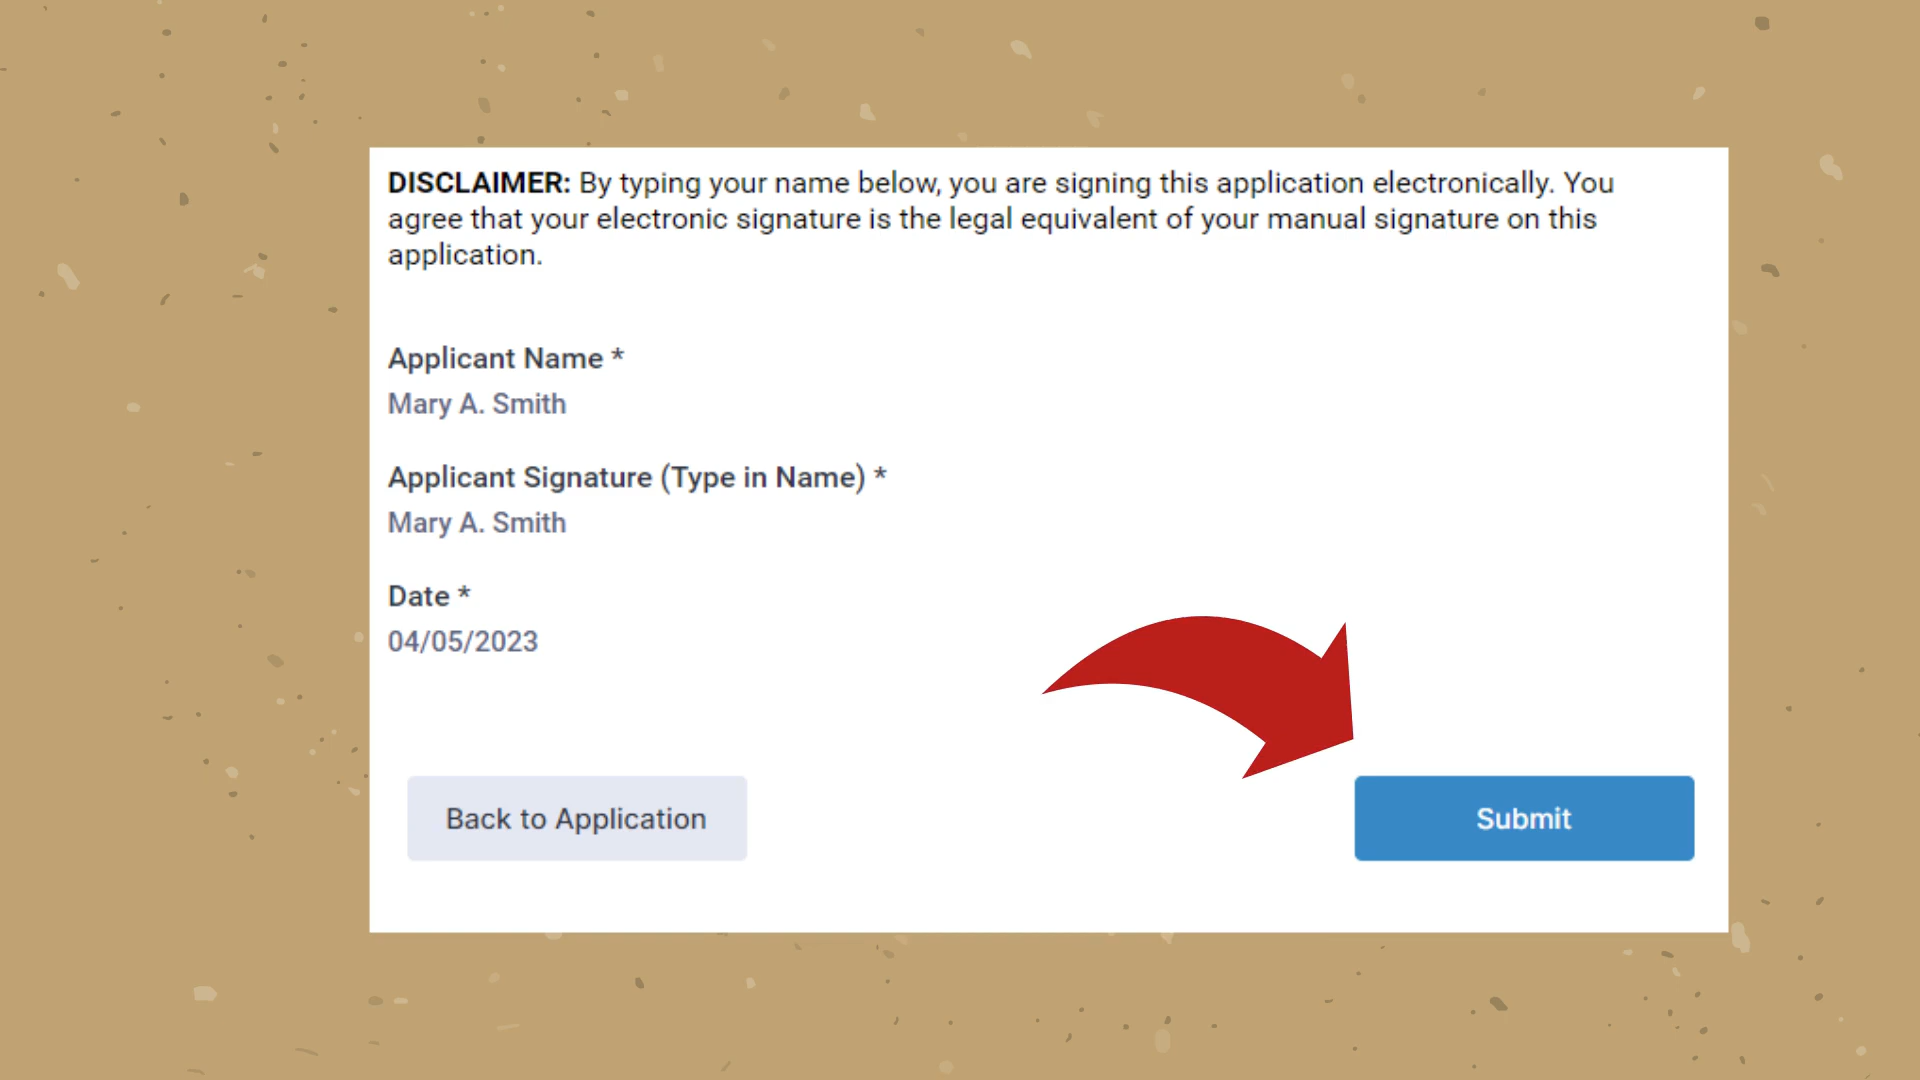 DISCLAIMER: By typing your name below, you are signing this application electronically. You
agree that your electronic signature is the legal equivalent of your manual signature on this
application.
Applicant Name *
Mary A. Smith
Applicant Signature (Type in Name) *
Mary A. Smith
Date *
04/05/2023
Back to Application
Submit